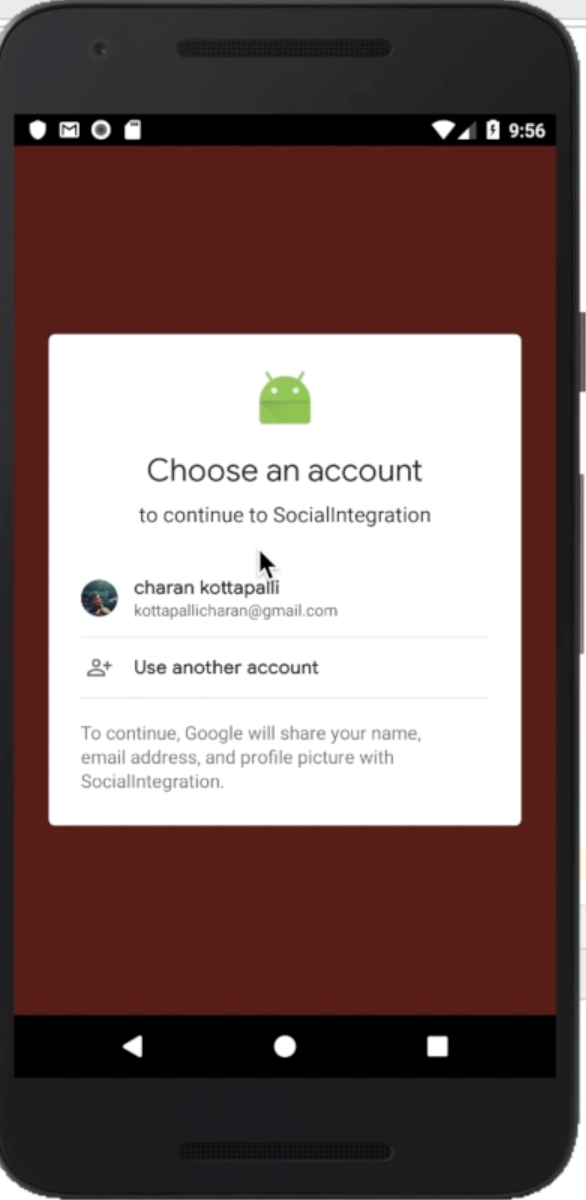 9:56
Choose an account
to continue to SocialIntegration
charan kottapalli
kottapallicharan@gmail.com
Use another account
To continue, Google will share your name,
email address, and profile picture with
SocialIntegration.